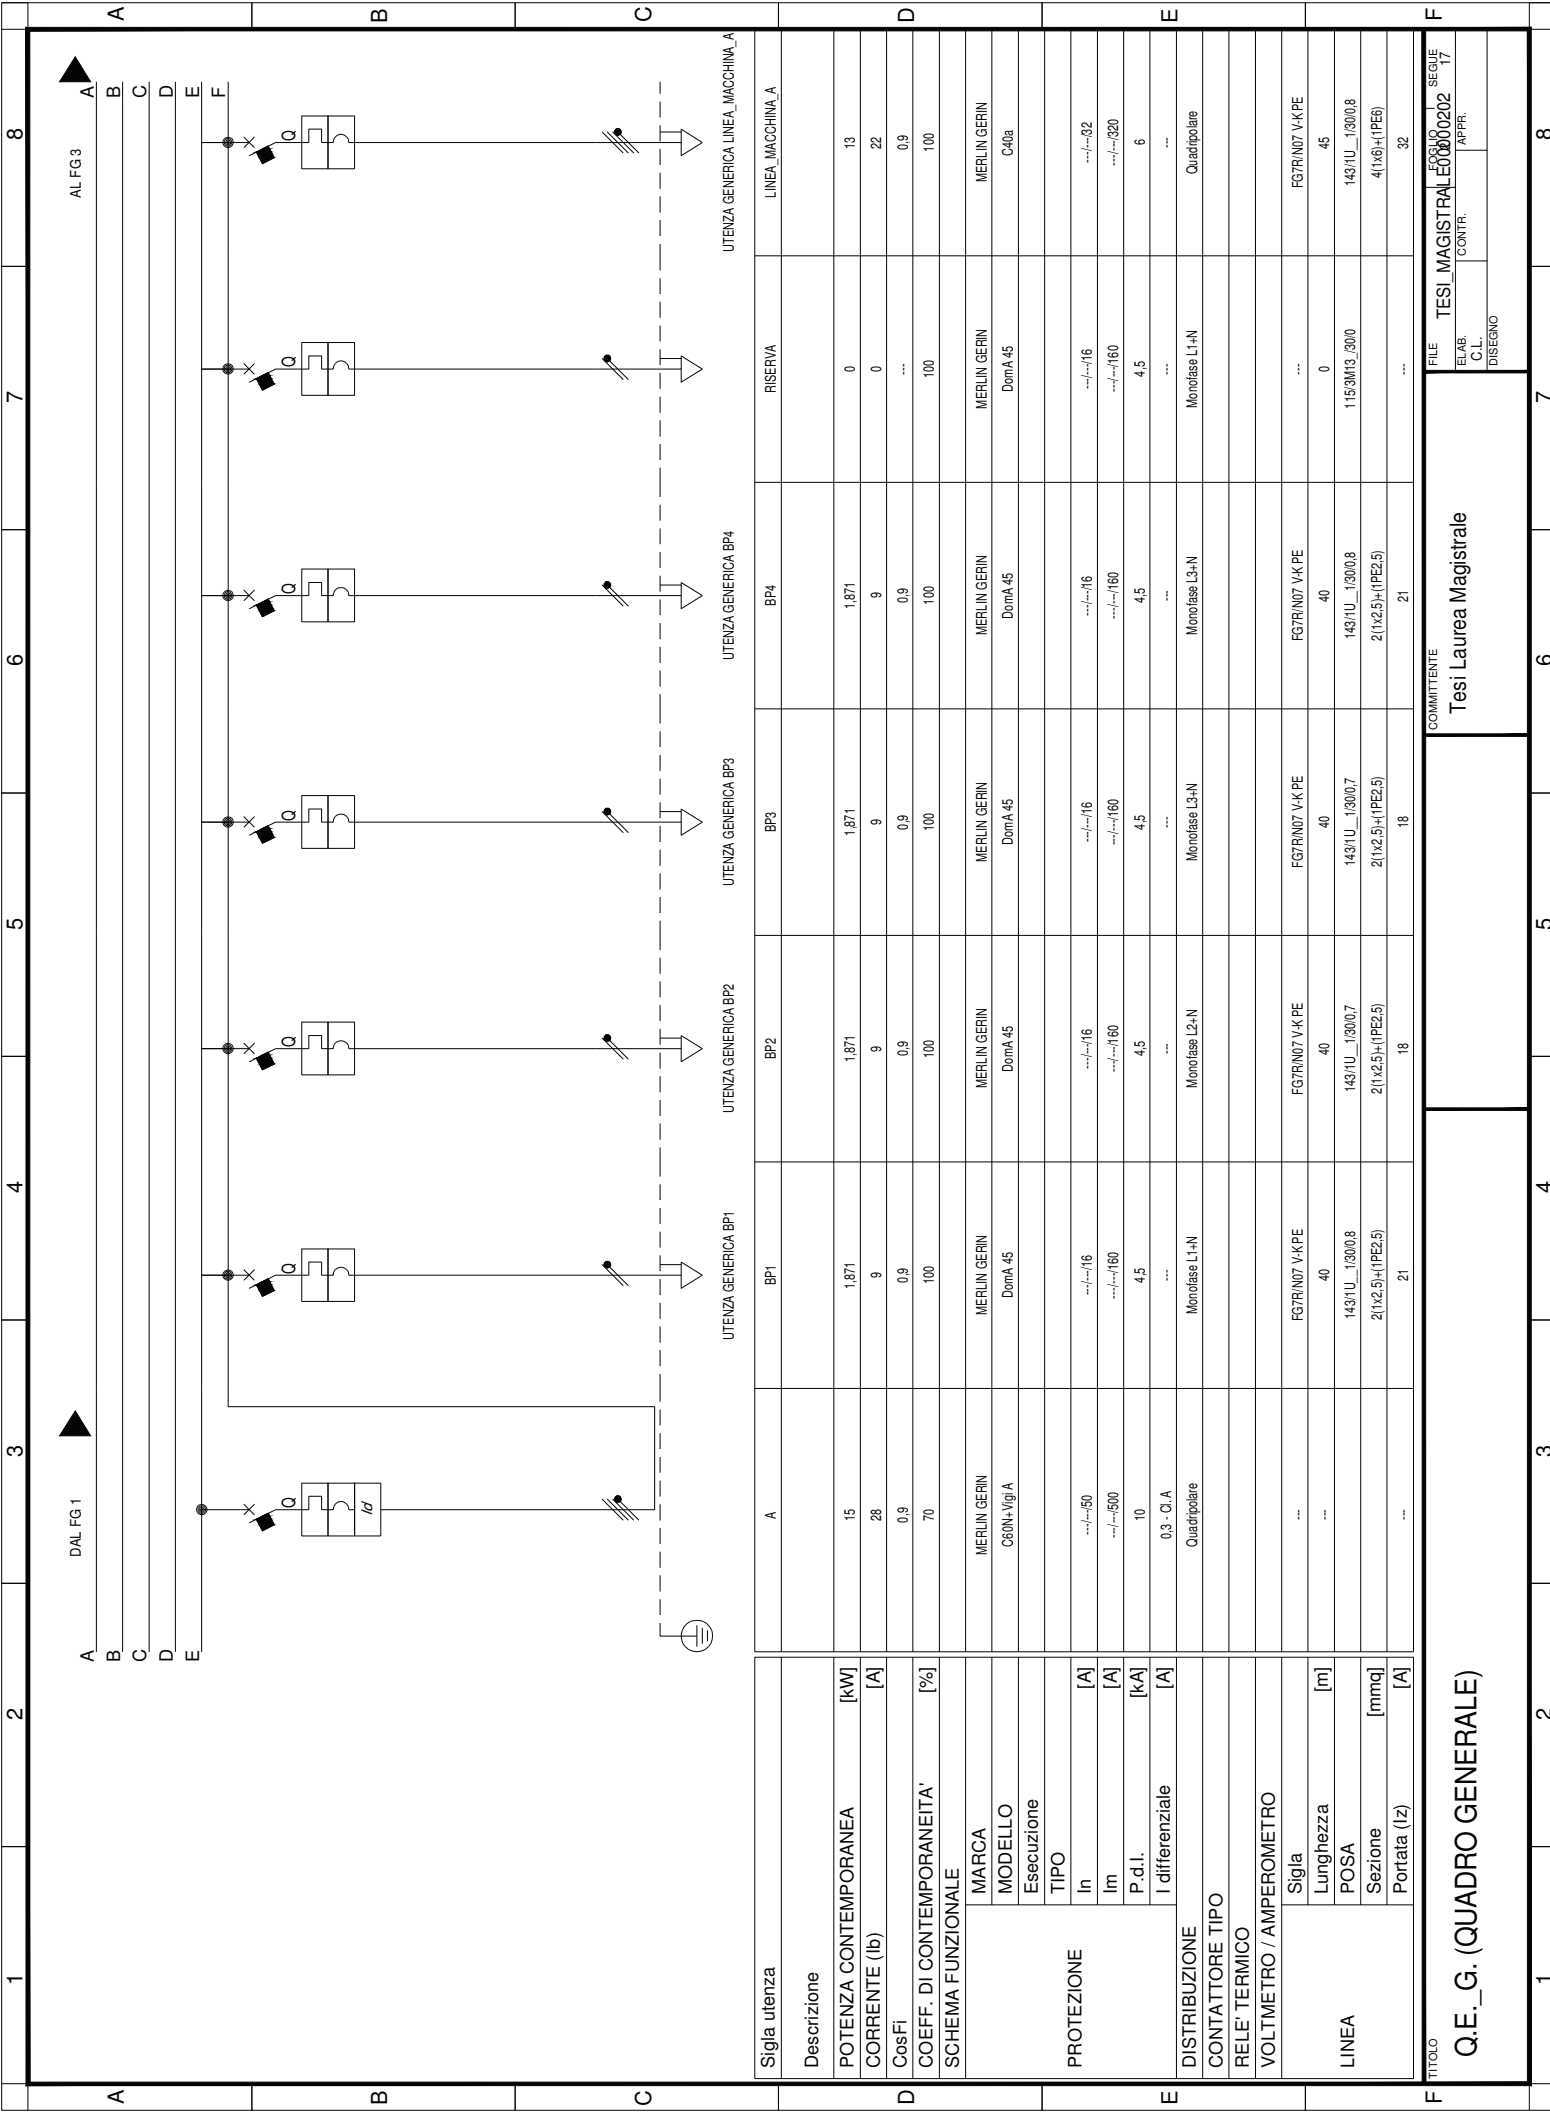 1 2 3 4 5 6 7 8
A A
B B
C C
D D
E E
F F
DAL FG 1
AL FG 3
A A
B B
C C
D D
E E
F
Q Q Q Q Q Q Q
Id
UTENZA GENERICA BP1 UTENZA GENERICA BP2 UTENZA GENERICA BP3 UTENZA GENERICA BP4 UTENZA GENERICA LINEA_MACCHINA_A
Sigla utenza A BP1 BP2 BP3 BP4 RISERVA LINEA_MACCHINA_A
Descrizione
POTENZA CONTEMPORANEA [kW] 15 1,871 1,871 1,871 1,871 0 13
CORRENTE (Ib) [A] 28 9 9 9 9 0 22
CosFi 0,9 0,9 0,9 0,9 0,9 --- 0,9
COEFF. DI CONTEMPORANEITA' [%] 70 100 100 100 100 100 100
SCHEMA FUNZIONALE
PROTEZIONE
MARCA MERLIN GERIN MERLIN GERIN MERLIN GERIN MERLIN GERIN MERLIN GERIN MERLIN GERIN MERLIN GERIN
MODELLO C60N+Vigi A DomA 45 DomA 45 DomA 45 DomA 45 DomA 45 C40a
Esecuzione
TIPO
In [A] ---/---/50 ---/---/16 ---/---/16 ---/---/16 ---/---/16 ---/---/16 ---/---/32
Im [A] ---/---/500 ---/---/160 ---/---/160 ---/---/160 ---/---/160 ---/---/160 ---/---/320
P.d.I. [kA] 10 4,5 4,5 4,5 4,5 4,5 6
I differenziale [A] 0,3 - Cl. A --- --- --- --- --- ---
DISTRIBUZIONE Quadripolare Monofase L1+N Monofase L2+N Monofase L3+N Monofase L3+N Monofase L1+N Quadripolare
CONTATTORE TIPO
RELE' TERMICO
VOLTMETRO / AMPEROMETRO
LINEA
Sigla --- FG7R/N07 V-K PE FG7R/N07 V-K PE FG7R/N07 V-K PE FG7R/N07 V-K PE --- FG7R/N07 V-K PE
Lunghezza [m] --- 40 40 40 40 0 45
POSA 143/1U__1/30/0,8 143/1U__1/30/0,7 143/1U__1/30/0,7 143/1U__1/30/0,8 115/3M13_/30/0 143/1U__1/30/0,8
Sezione [mmq] 2(1x2,5)+(1PE2,5) 2(1x2,5)+(1PE2,5) 2(1x2,5)+(1PE2,5) 2(1x2,5)+(1PE2,5) 4(1x6)+(1PE6)
Portata (Iz) [A] --- 21 18 18 21 --- 32
TITOLO
Q.E._G. (QUADRO GENERALE)
COMMITTENTE
Tesi Laurea Magistrale
FILE FOGLIO SEGUE
TESI_MAGISTRALE00000202 17
ELAB. CONTR. APPR.
C.L.
DISEGNO
1 2 3 4 5 6 7 8